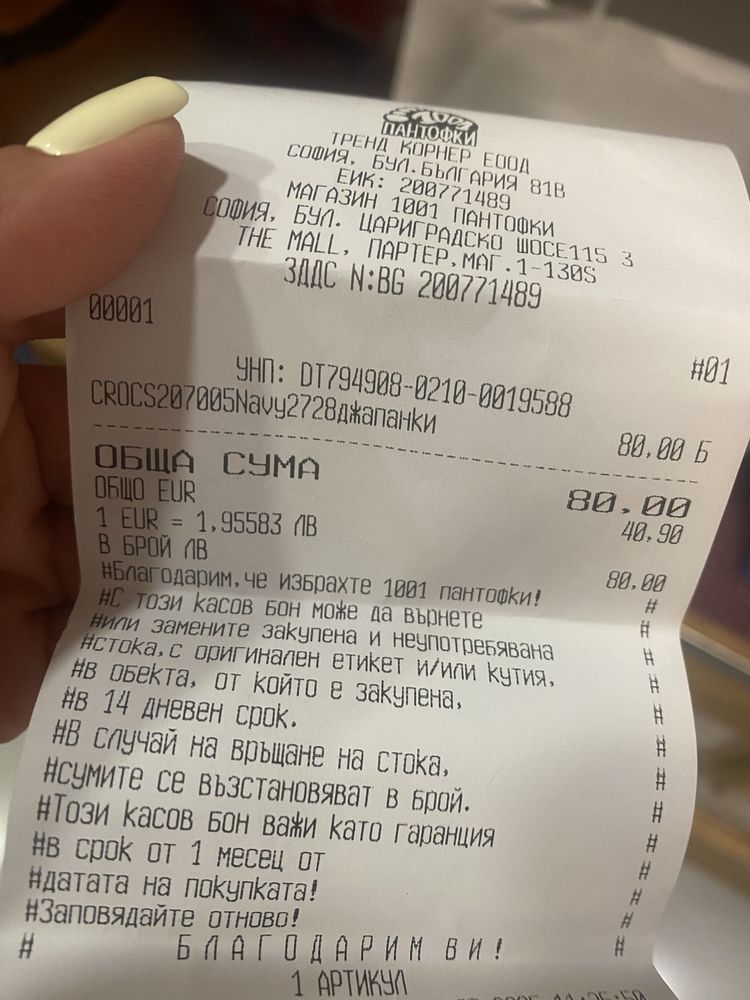 1001
ПАНТОФКИ
ТРЕНД КОРНЕР ЕООД
СОФИЯ, БУЛ.БЪЛГАРИЯ 81В
ЕИК: 200771489
МАГАЗИН 1001 ПАНТОФКИ
СОФИЯ, БУЛ. ЦАРИГРАДСКО ШОСЕ115 З
THE MALL, ПАРТЕР,МАГ.1-130S
ЗДДС N:BG 200771489
00001 #01
УНП: DT794908-0210-0019588
CROCS207005Navy2728джапанки
80,00 Б
ОБЩА СУМА 80.00
ОБЩО EUR 40,90
1 EUR = 1,95583 ЛВ
В БРОЙ ЛВ 80,00
#Благодарим,че избрахте 1001 пантофки! #
#С този касов бон може да върнете #
#или замените закупена и неупотребявана #
#стока,с оригинален етикет и/или кутия, #
#в обекта, от който е закупена, #
#в 14 дневен срок. #
#В случай на връщане на стока, #
#сумите се възстановяват в брой. #
#Този касов бон важи като гаранция #
#в срок от 1 месец от #
#датата на покупката! #
#Заповядайте отново! #
# БЛАГОДАРИМ ВИ! #
1 АРТИКУЛ